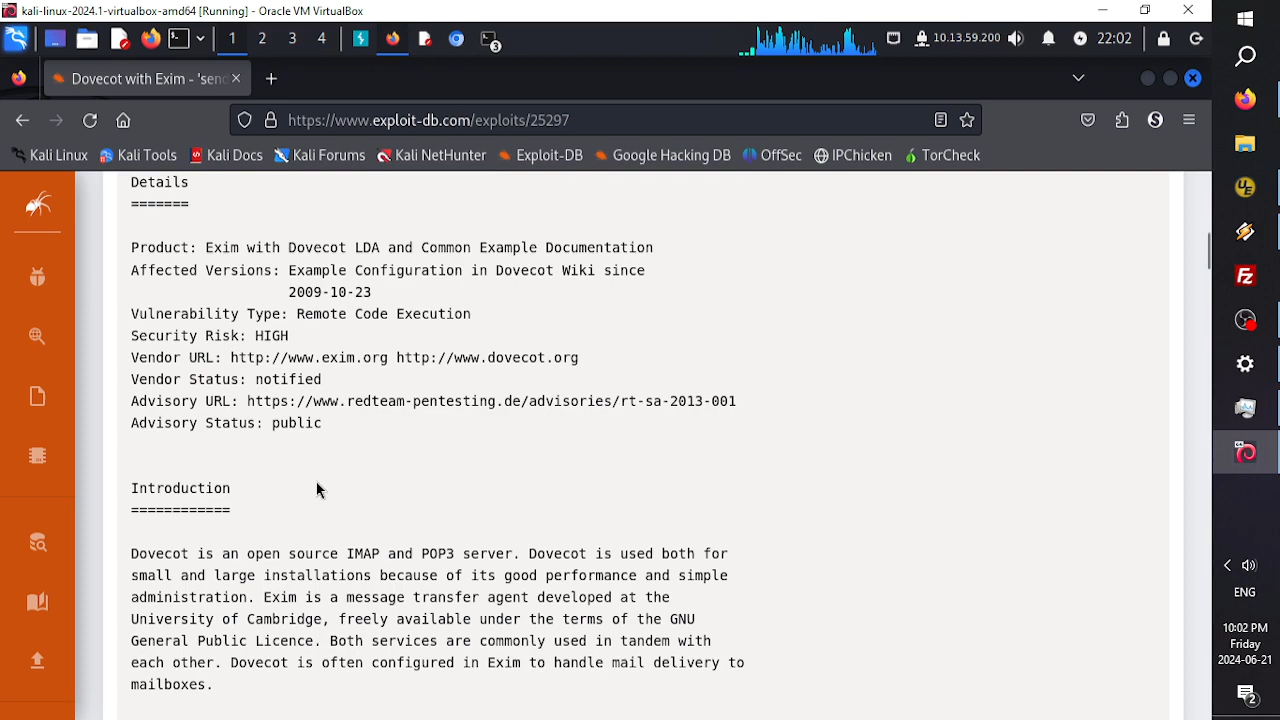 kali-linux-2024.1-virtualbox-amd64 [Running] - Oracle VM VirtualBox
1 2 3 4 3 10.13.59.200 22:02
Dovecot with Exim - 'send
https://www.exploit-db.com/exploits/25297
Kali Linux Kali Tools Kali Docs Kali Forums Kali NetHunter Exploit-DB Google Hacking DB OffSec IPChicken TorCheck
Details
=======
Product: Exim with Dovecot LDA and Common Example Documentation
Affected Versions: Example Configuration in Dovecot Wiki since
2009-10-23
Vulnerability Type: Remote Code Execution
Security Risk: HIGH
Vendor URL: http://www.exim.org http://www.dovecot.org
Vendor Status: notified
Advisory URL: https://www.redteam-pentesting.de/advisories/rt-sa-2013-001
Advisory Status: public
Introduction
============
Dovecot is an open source IMAP and POP3 server. Dovecot is used both for
small and large installations because of its good performance and simple
administration. Exim is a message transfer agent developed at the
University of Cambridge, freely available under the terms of the GNU
General Public Licence. Both services are commonly used in tandem with
each other. Dovecot is often configured in Exim to handle mail delivery to
mailboxes.
UE
Fz
64
ENG
10:02 PM
Friday
2024-06-21
2